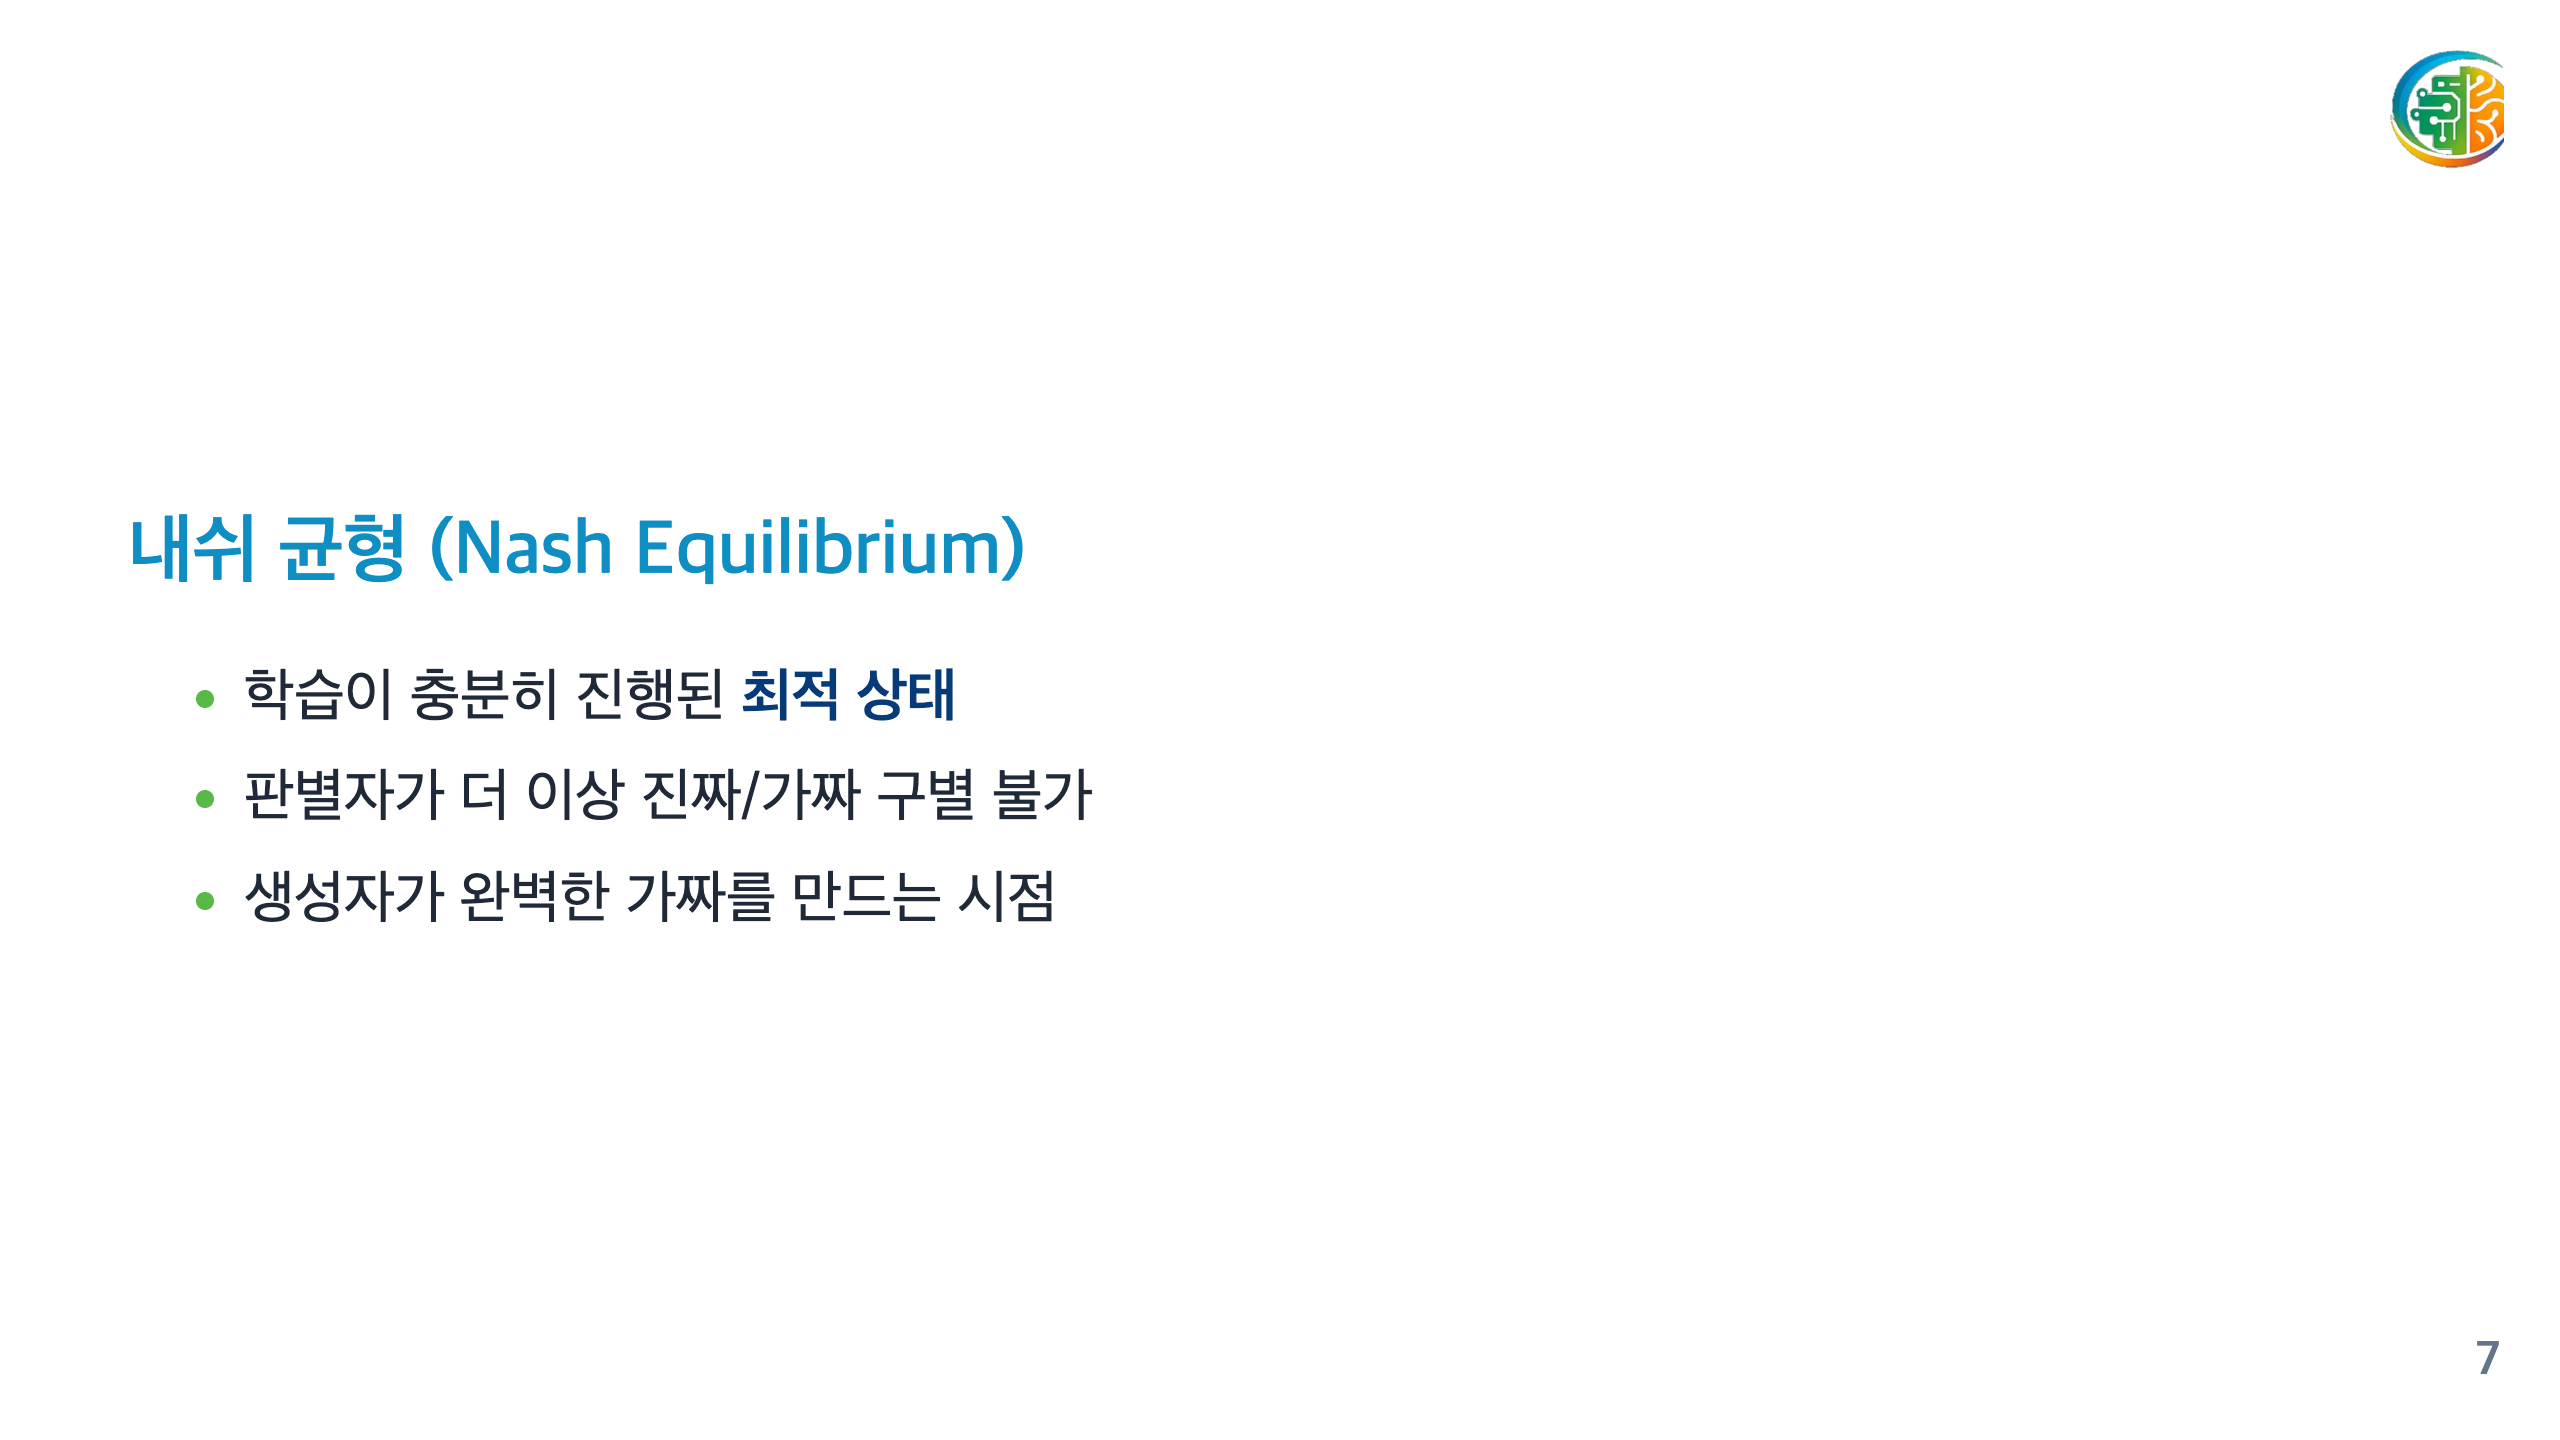 내쉬 균형 (Nash Equilibrium)
학습이 충분히 진행된 최적 상태
판별자가 더 이상 진짜/가짜 구별 불가
생성자가 완벽한 가짜를 만드는 시점
7